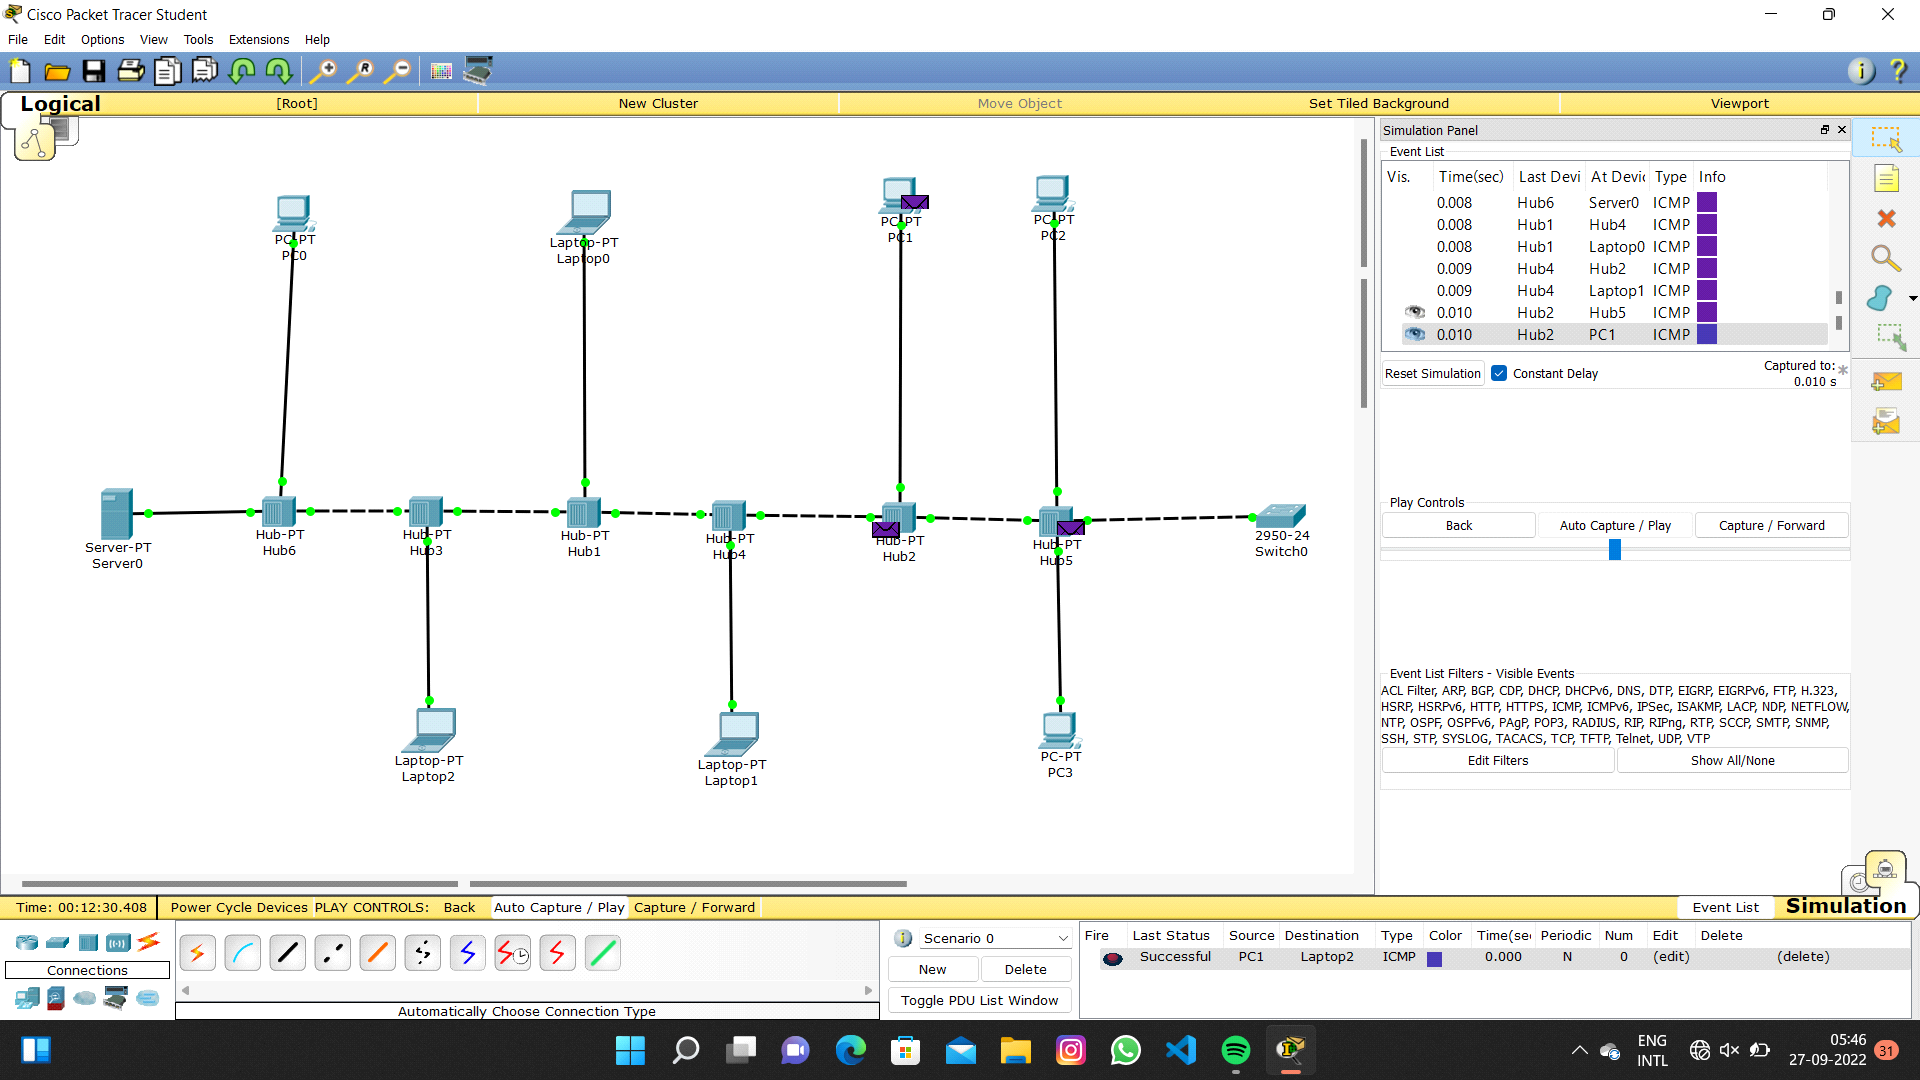 Cisco Packet Tracer Student
File Edit Options View Tools Extensions Help
Logical [Root] New Cluster Move Object Set Tiled Background Viewport
Simulation Panel
Event List
Vis. Time(sec) Last Devi At Devic Type Info
0.008 Hub6 Server0 ICMP
0.008 Hub1 Hub4 ICMP
0.008 Hub1 Laptop0 ICMP
0.009 Hub4 Hub2 ICMP
0.009 Hub4 Laptop1 ICMP
0.010 Hub2 Hub5 ICMP
0.010 Hub2 PC1 ICMP
Reset Simulation Constant Delay Captured to:
0.010 s
Play Controls
Back Auto Capture / Play Capture / Forward
Event List Filters - Visible Events
ACL Filter, ARP, BGP, CDP, DHCP, DHCPv6, DNS, DTP, EIGRP, EIGRPv6, FTP, H.323,
HSRP, HSRPv6, HTTP, HTTPS, ICMP, ICMPv6, IPSec, ISAKMP, LACP, NDP, NETFLOW,
NTP, OSPF, OSPFv6, PAgP, POP3, RADIUS, RIP, RIPng, RTP, SCCP, SMTP, SNMP,
SSH, STP, SYSLOG, TACACS, TCP, TFTP, Telnet, UDP, VTP
Edit Filters Show All/None
PC-PT
PC0
Laptop-PT
Laptop0
PC-PT
PC1
PC-PT
PC2
Server-PT
Server0
Hub-PT
Hub6
Hub-PT
Hub3
Hub-PT
Hub1
Hub-PT
Hub4
Hub-PT
Hub2
Hub-PT
Hub5
2950-24
Switch0
Laptop-PT
Laptop2
Laptop-PT
Laptop1
PC-PT
PC3
Time: 00:12:30.408 Power Cycle Devices PLAY CONTROLS: Back Auto Capture / Play Capture / Forward Event List Simulation
Connections
Automatically Choose Connection Type
Scenario 0
New Delete
Toggle PDU List Window
Fire Last Status Source Destination Type Color Time(sec Periodic Num Edit Delete
Successful PC1 Laptop2 ICMP 0.000 N 0 (edit) (delete)
ENG
INTL
05:46
27-09-2022
31